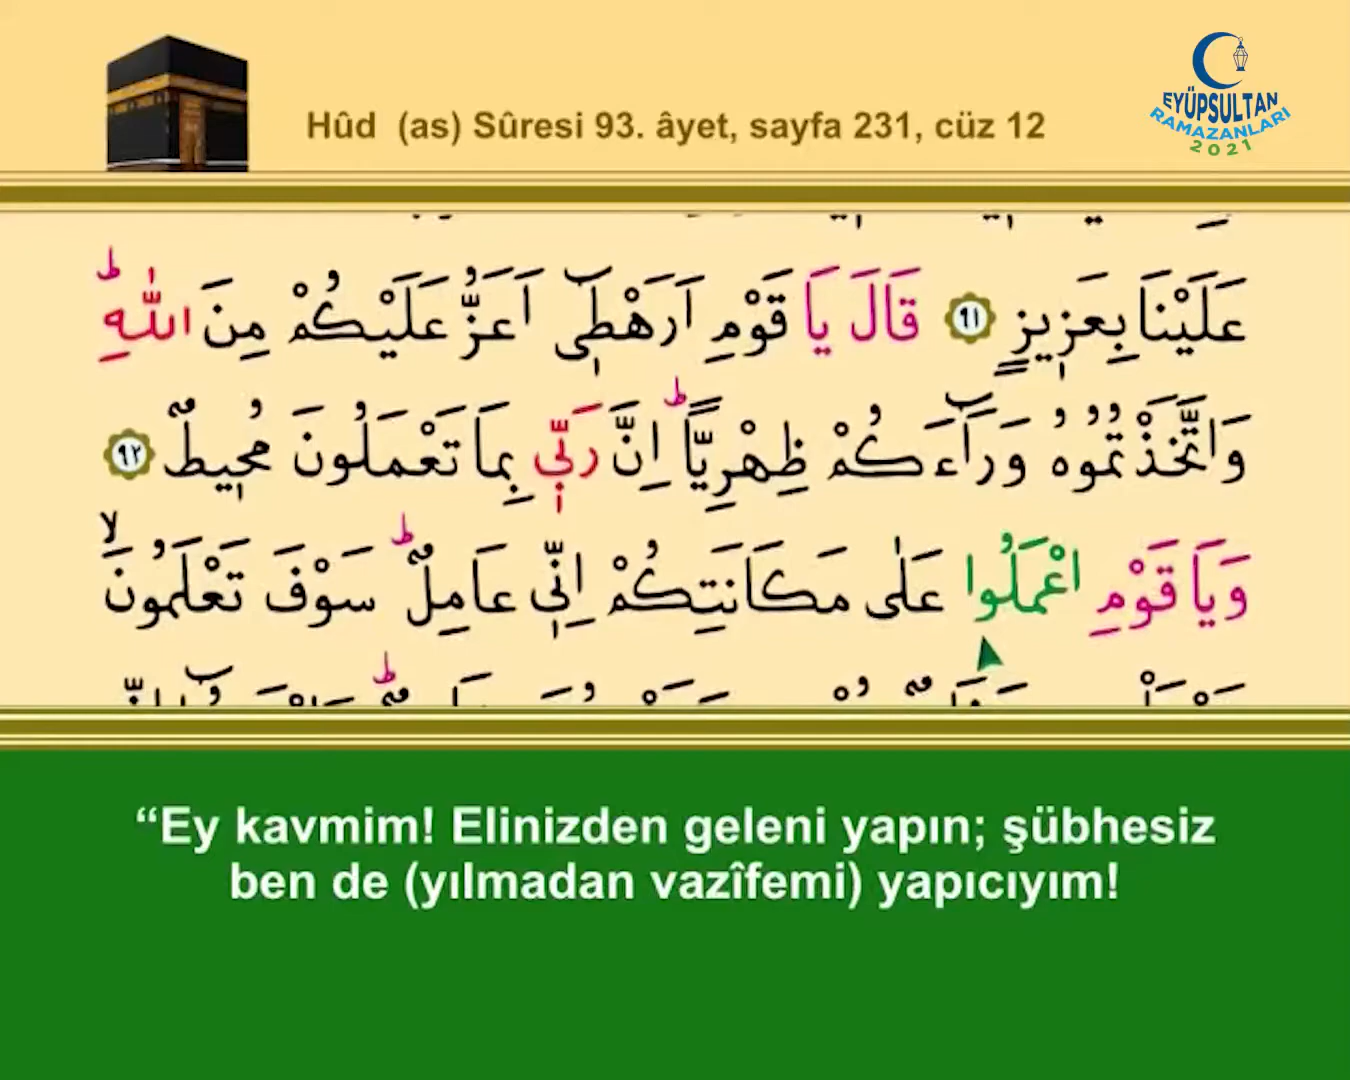 Hûd (as) Sûresi 93. âyet, sayfa 231, cüz 12
EYÜPSULTAN
RAMAZANLARI
2021
عَلَيْنَا بِعَزٖيزٍ ﴿٩١﴾ قَالَ يَا قَوْمِ اَرَهْطٖٓى اَعَزُّ عَلَيْكُمْ مِنَ اللّٰهِؕ
وَاتَّخَذْتُمُوهُ وَرَٓاءَكُمْ ظِهْرِيًّاؕ اِنَّ رَبّٖى بِمَا تَعْمَلُونَ مُحٖيطٌ ﴿٩٢﴾
وَيَا قَوْمِ اعْمَلُوا عَلٰى مَكَانَتِكُمْ اِنّٖى عَامِلٌؕ سَوْفَ تَعْلَمُونَۙ
“Ey kavmim! Elinizden geleni yapın; şübhesiz
ben de (yılmadan vazîfemi) yapıcıyım!